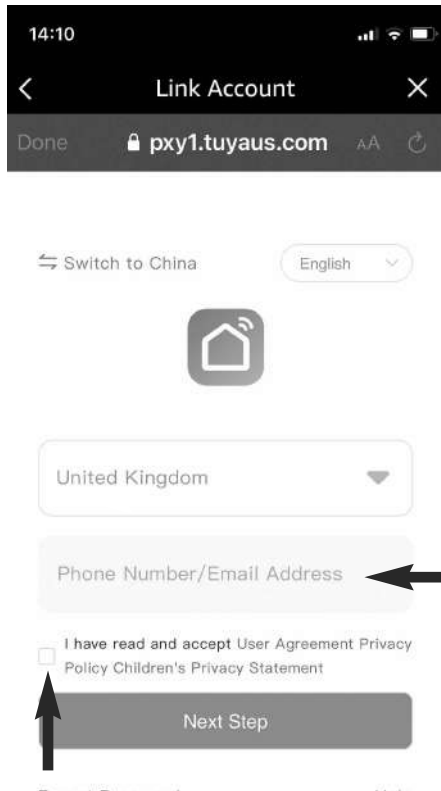 14:10
Link Account
Done pxy1.tuyaus.com AA
Switch to China English
United Kingdom
Phone Number/Email Address
I have read and accept User Agreement Privacy
Policy Children's Privacy Statement
Next Step